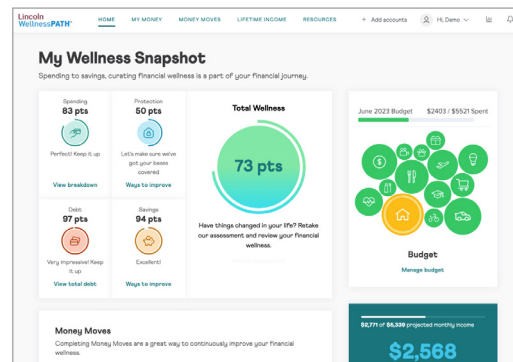 Lincoln
WellnessPATH®
HOME
MY MONEY
MONEY MOVES
LIFETIME INCOME
RESOURCES
+ Add accounts
Hi, Demo
My Wellness Snapshot
Spending to savings, curating financial wellness is a part of your financial journey.
Spending
83 pts
Perfect! Keep it up
View breakdown
Protection
50 pts
Let's make sure we've
got your bases
covered
Ways to improve
Debt
97 pts
Very impressive! Keep
it up
View total debt
Savings
94 pts
Excellent!
Ways to improve
Total Wellness
73 pts
Have things changed in your life? Retake
our assessment and review your financial
wellness.
June 2023 Budget
$2403 / $5521 Spent
Budget
Manage budget
Money Moves
Completing Money Moves are a great way to continuously improve your financial
wellness.
$2,771 of $5,339 projected monthly income
$2,568